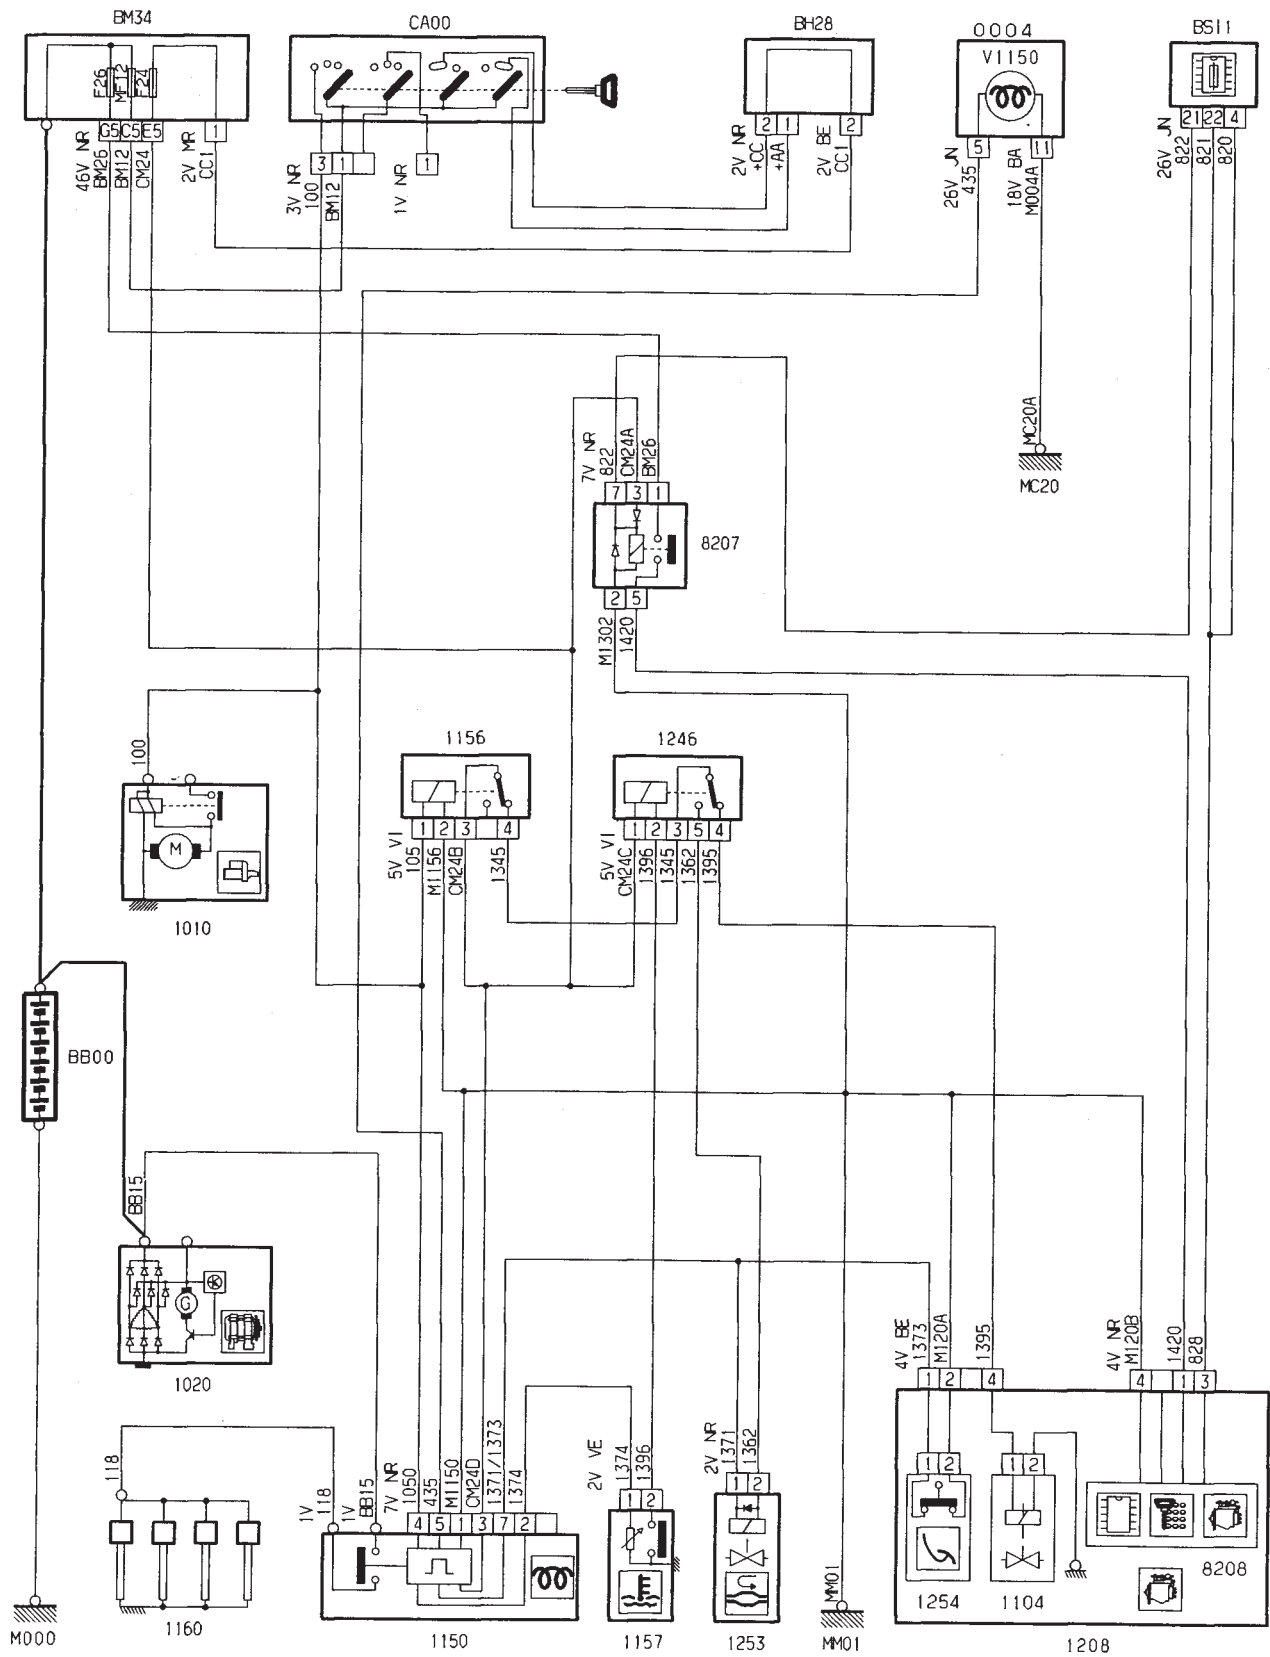 BM34
CA00
BH28
0004
BSI1
V1150
F26
MF12
F24
G5 C5 E5
1
3 1
1
2 1
2
5
11
21 22 4
46V NR
BM26
BM12
CM24
2V MR
CC1
3V NR
100
BM12
1V NR
2V NR
+CC
+AA
2V BE
CC1
26V JN
435
18V BA
M004A
26V JN
822
821
820
MC20A
MC20
7V NR
822
CM24A
BM26
7 3 1
8207
2 5
M1302
1420
100
M
1010
1156
1246
1 2 3 4
1 2 3 5 4
5V VI
105
M1156
CM24B
1345
5V VI
CM24C
1396
1345
1362
1395
BB00
BB15
G
1020
4V BE
1373
M120A
1395
4V NR
M120B
1420
828
1 2 4
4 1 3
118
1V
118
1V
BB15
7V NR
1050
435
M1150
CM24D
1371/1373
1374
2V VE
1374
1396
2V NR
1371
1362
4 5 1 3 7 2
1 2
1 2
1 2
1 2
MM01
8208
1254
1104
M000
1160
1150
1157
1253
MM01
1208